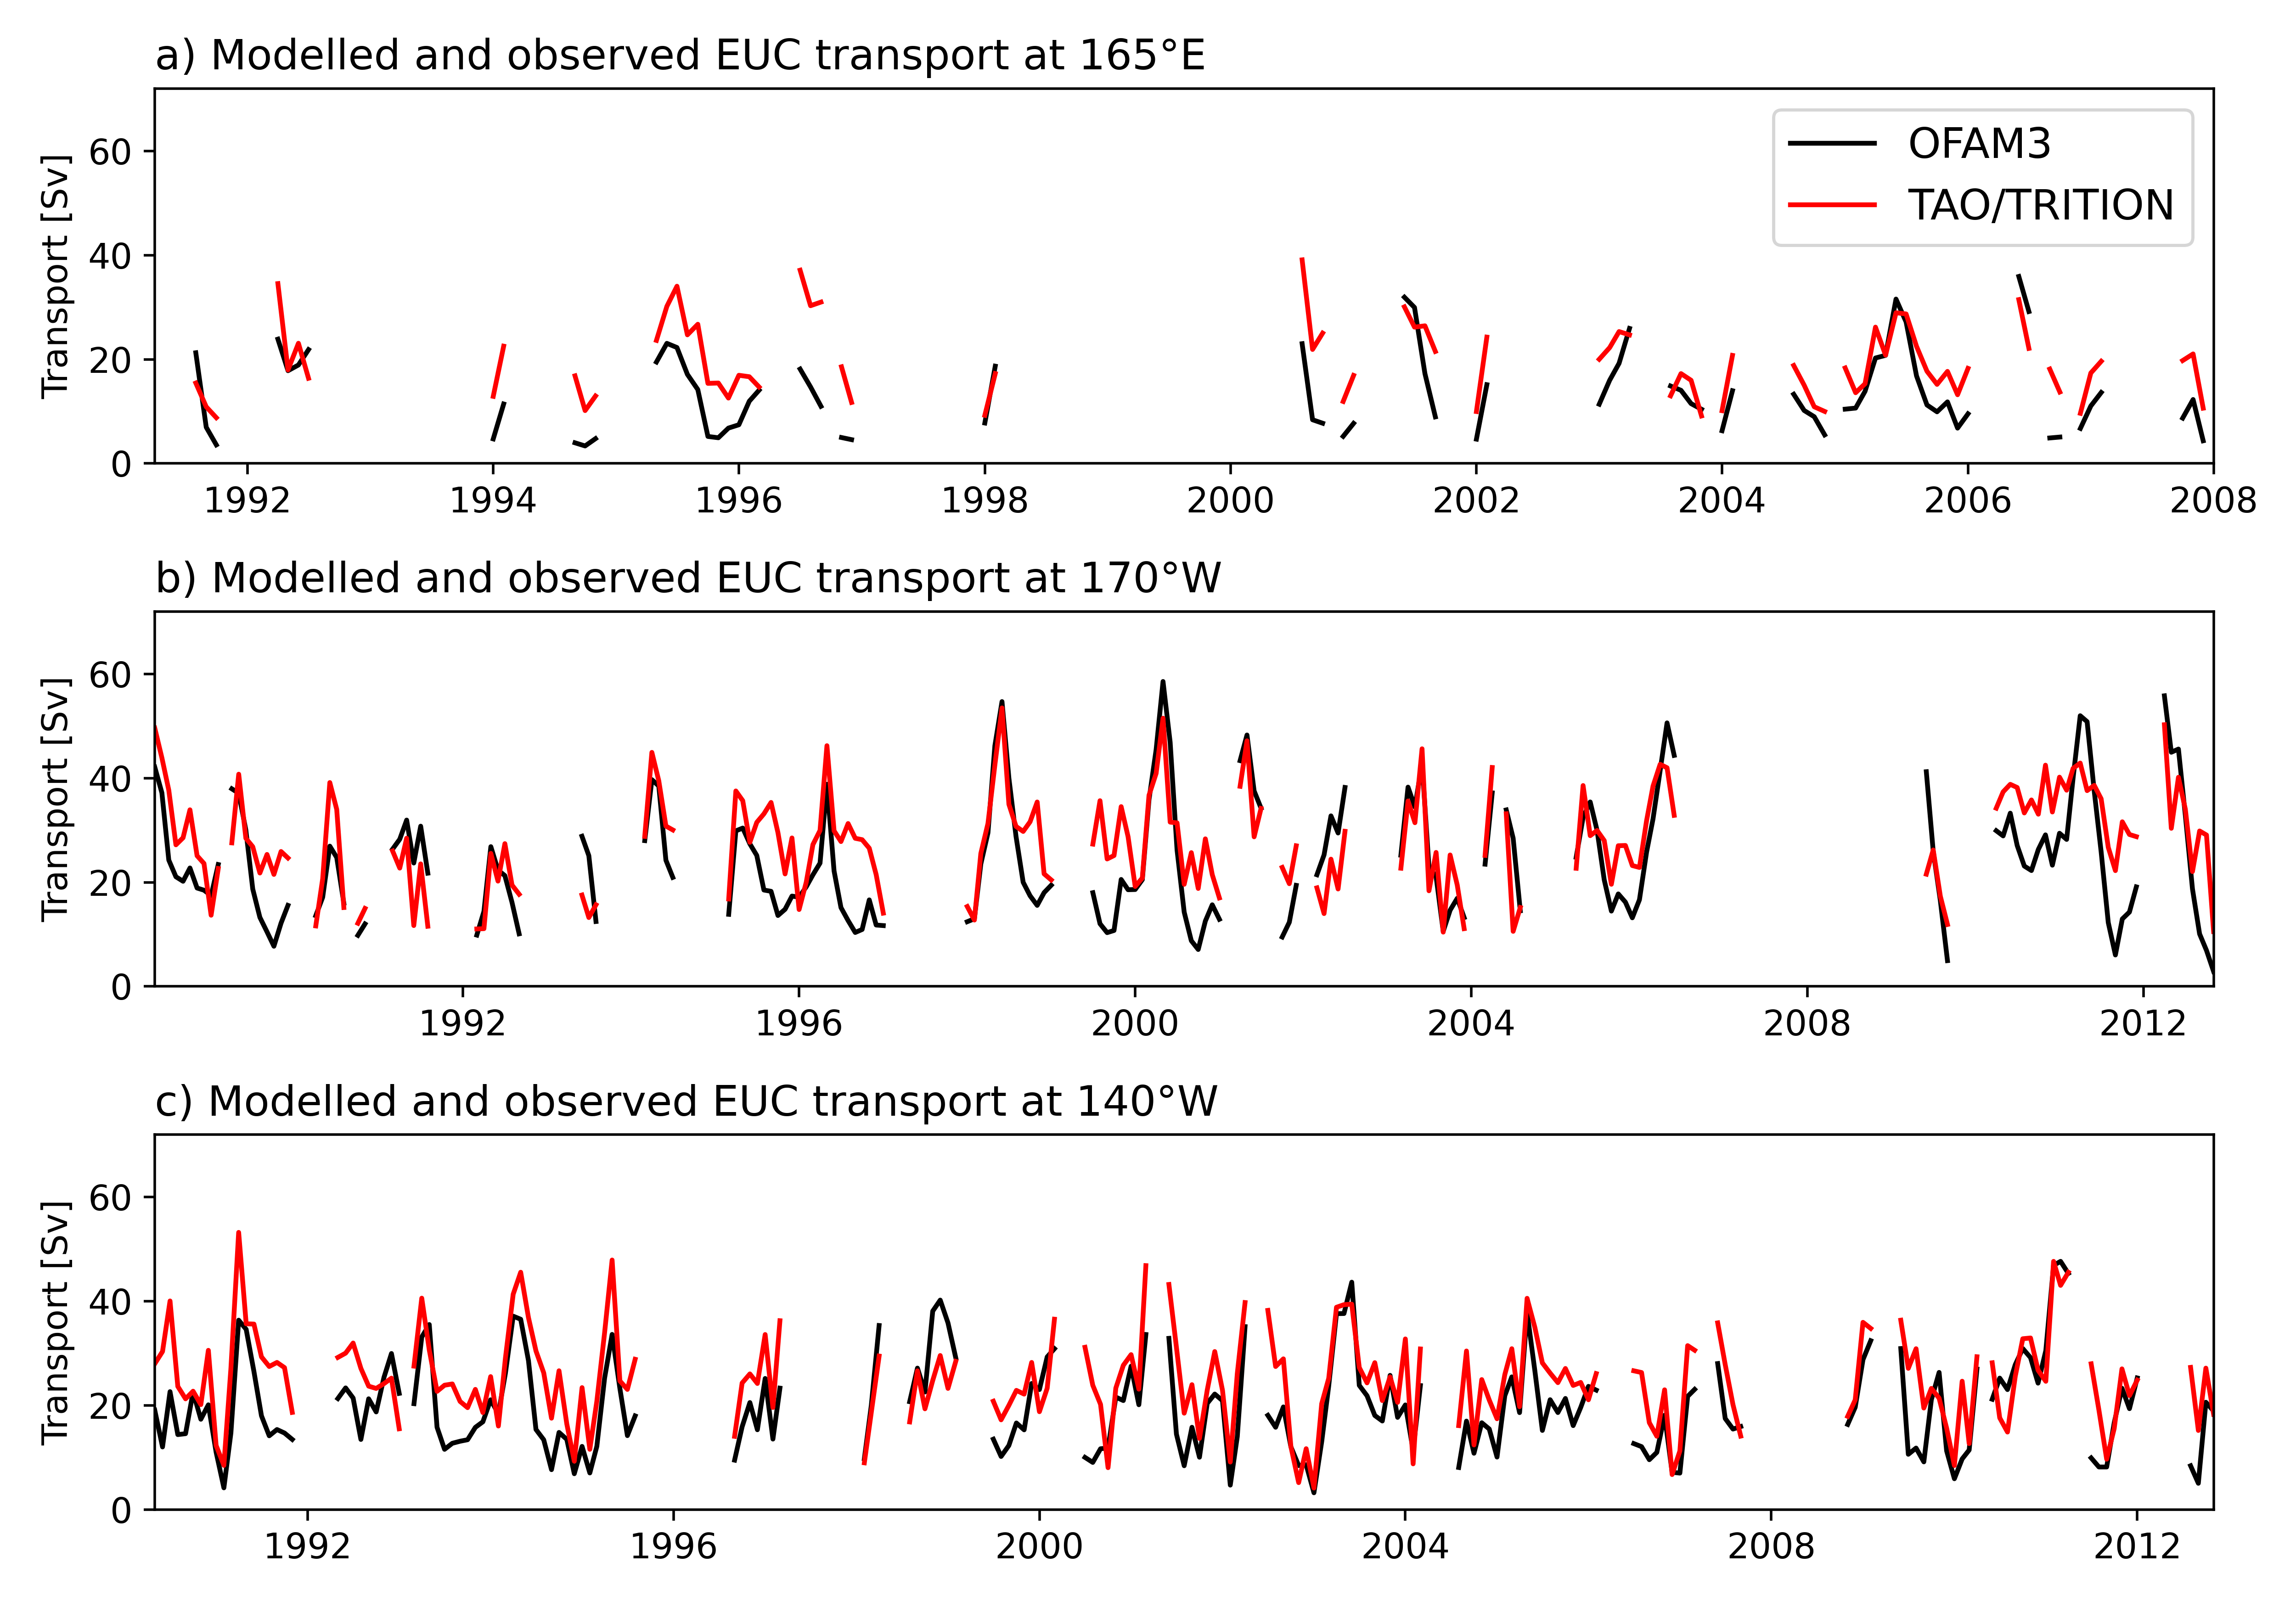 a) Modelled and observed EUC transport at 165°E
Transport [Sv]
60
40
20
0
OFAM3
TAO/TRITION
1992 1994 1996 1998 2000 2002 2004 2006 2008
b) Modelled and observed EUC transport at 170°W
Transport [Sv]
60
40
20
0
1992 1996 2000 2004 2008 2012
c) Modelled and observed EUC transport at 140°W
Transport [Sv]
60
40
20
0
1992 1996 2000 2004 2008 2012